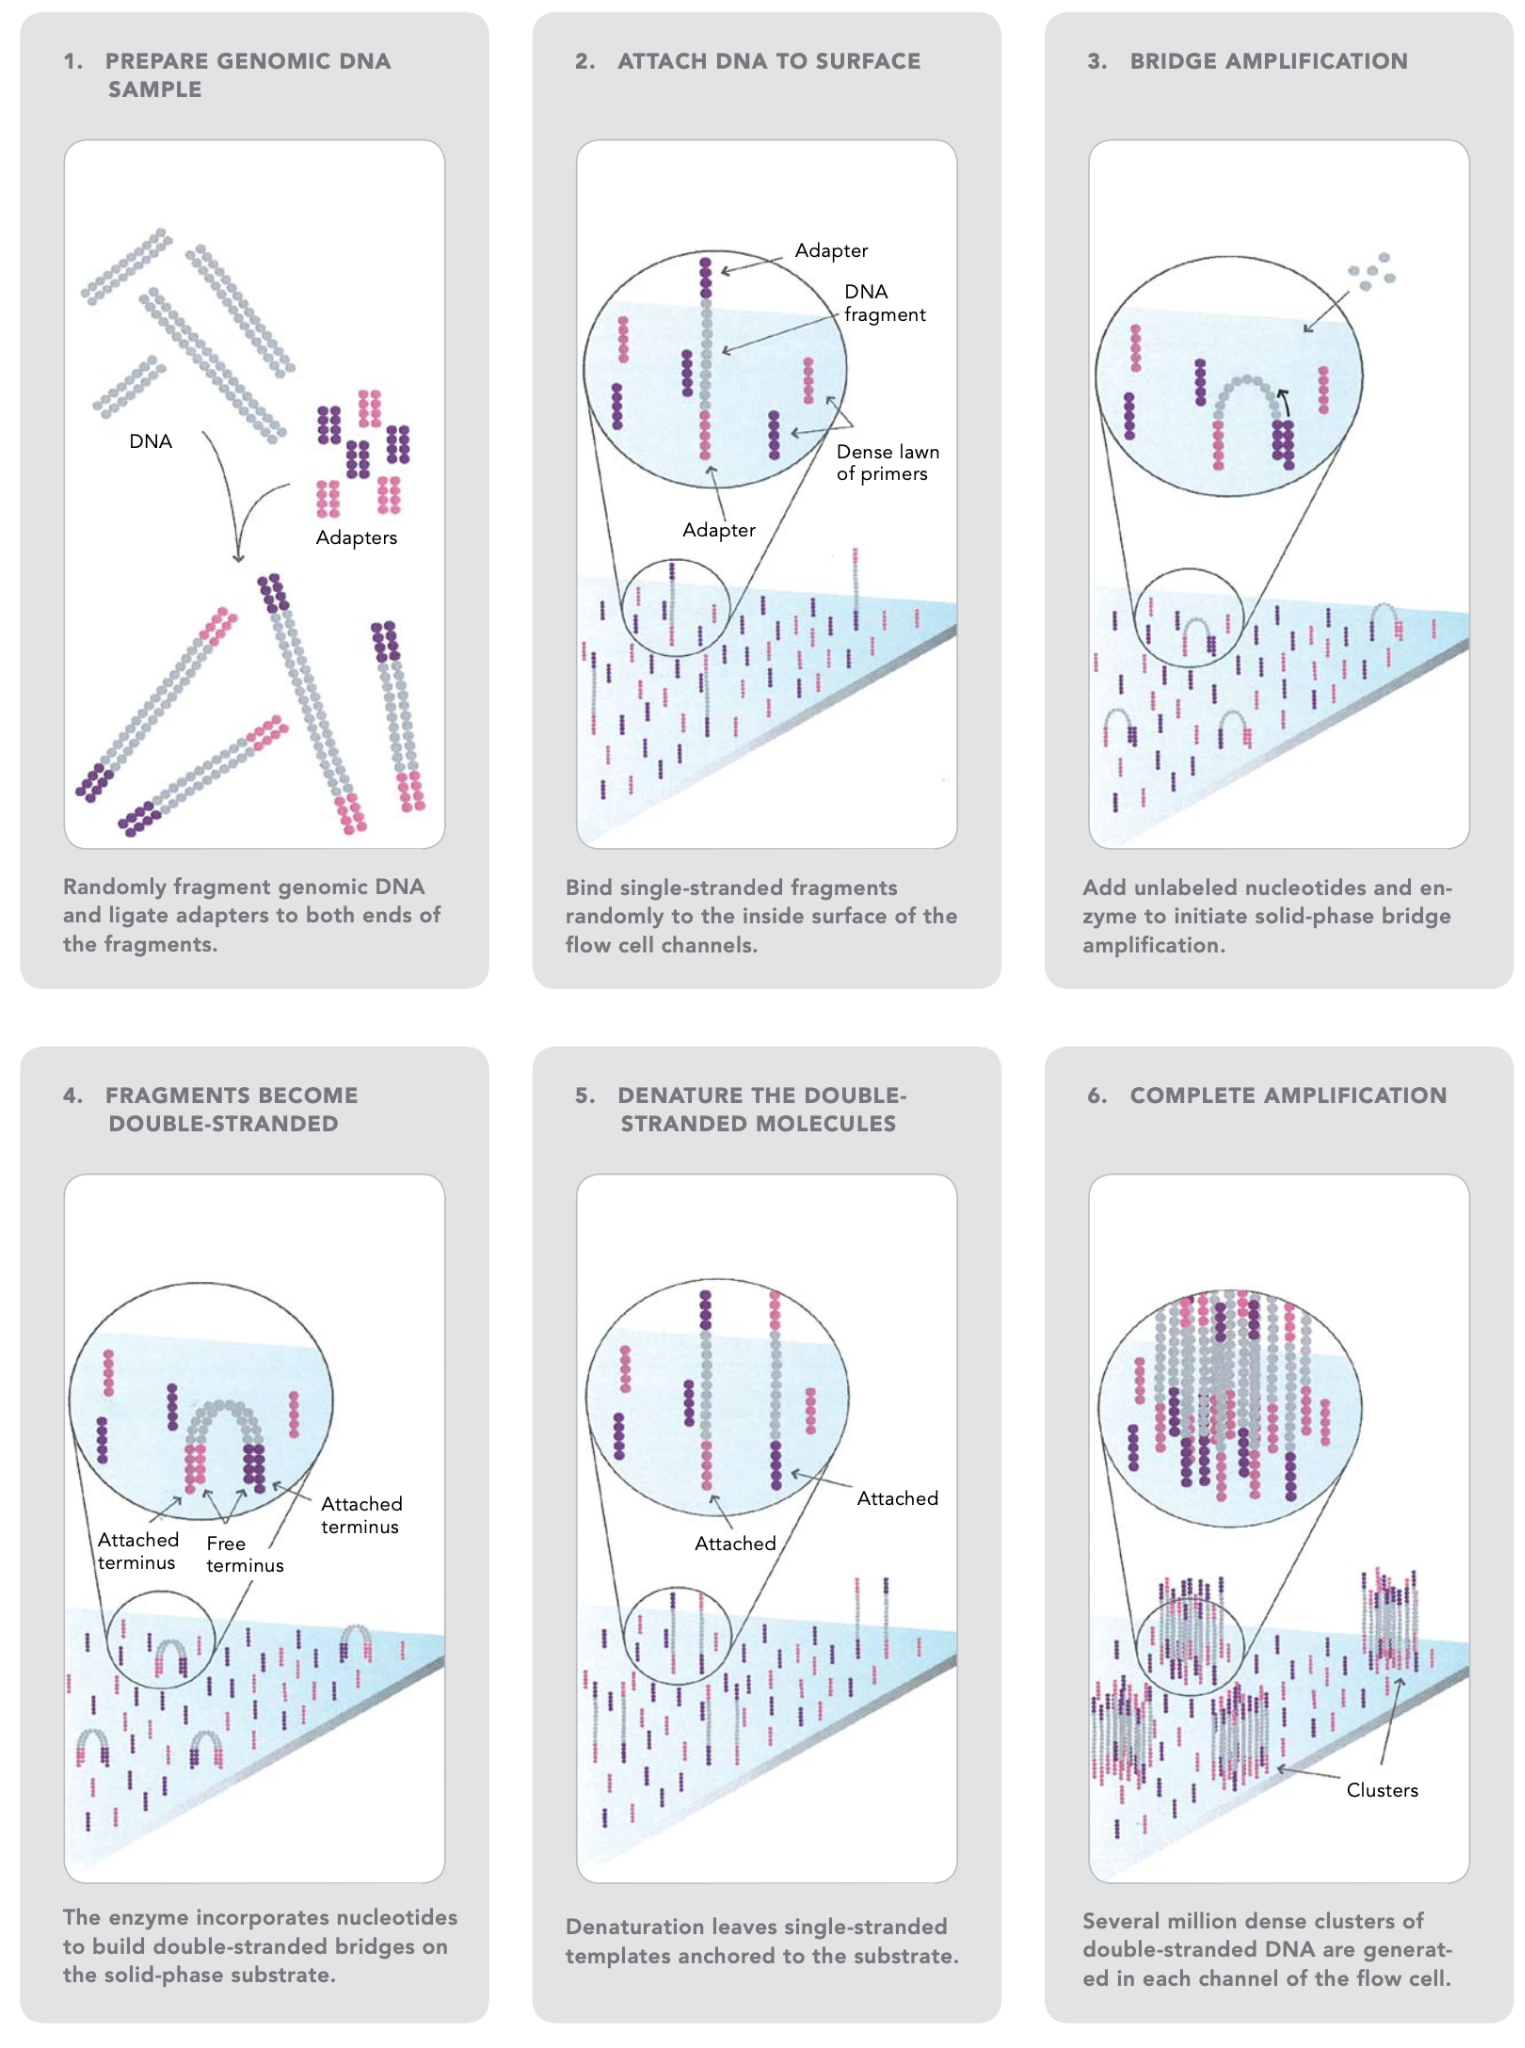 1. PREPARE GENOMIC DNA
SAMPLE
DNA
Adapters
Randomly fragment genomic DNA
and ligate adapters to both ends of
the fragments.
2. ATTACH DNA TO SURFACE
Adapter
DNA
fragment
Dense lawn
of primers
Adapter
Bind single-stranded fragments
randomly to the inside surface of the
flow cell channels.
3. BRIDGE AMPLIFICATION
Add unlabeled nucleotides and en-
zyme to initiate solid-phase bridge
amplification.
4. FRAGMENTS BECOME
DOUBLE-STRANDED
Attached
terminus
Attached
terminus
Free
terminus
The enzyme incorporates nucleotides
to build double-stranded bridges on
the solid-phase substrate.
5. DENATURE THE DOUBLE-
STRANDED MOLECULES
Attached
Attached
Denaturation leaves single-stranded
templates anchored to the substrate.
6. COMPLETE AMPLIFICATION
Clusters
Several million dense clusters of
double-stranded DNA are generat-
ed in each channel of the flow cell.